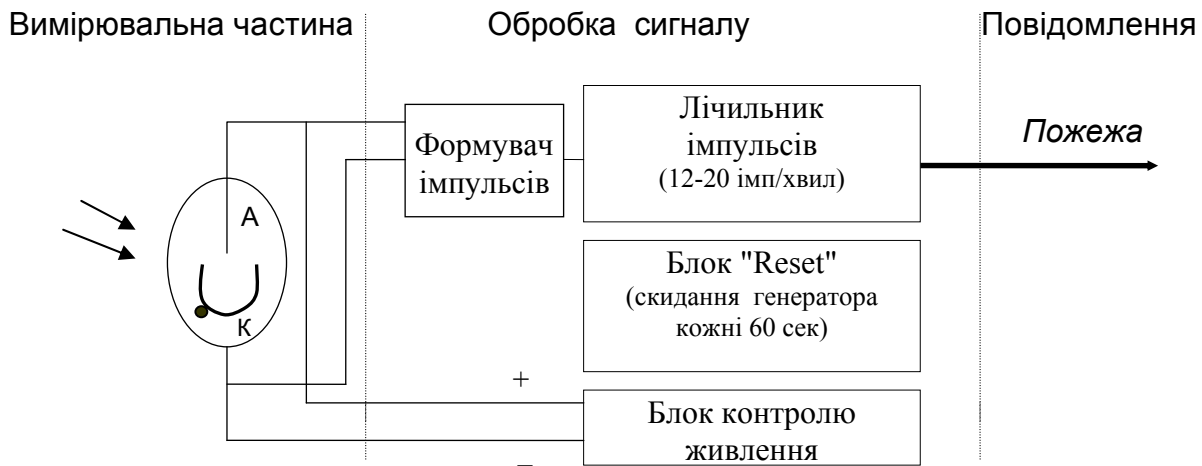 Вимірювальна частина
Обробка сигналу
Повідомлення
Формувач
імпульсів
Лічильник
імпульсів
(12-20 імп/хвил)
Пожежа
А
К
Блок "Reset"
(скидання генератора
кожні 60 сек)
+
Блок контролю
живлення
–